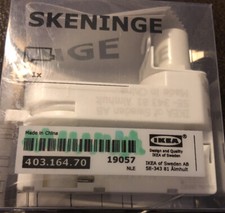 SKENINGE
1x
Made in China
403.164.70
19057
NLE
IKEA
Design and Quality
IKEA of Sweden
IKEA of Sweden AB
SE-343 81 Älmhult